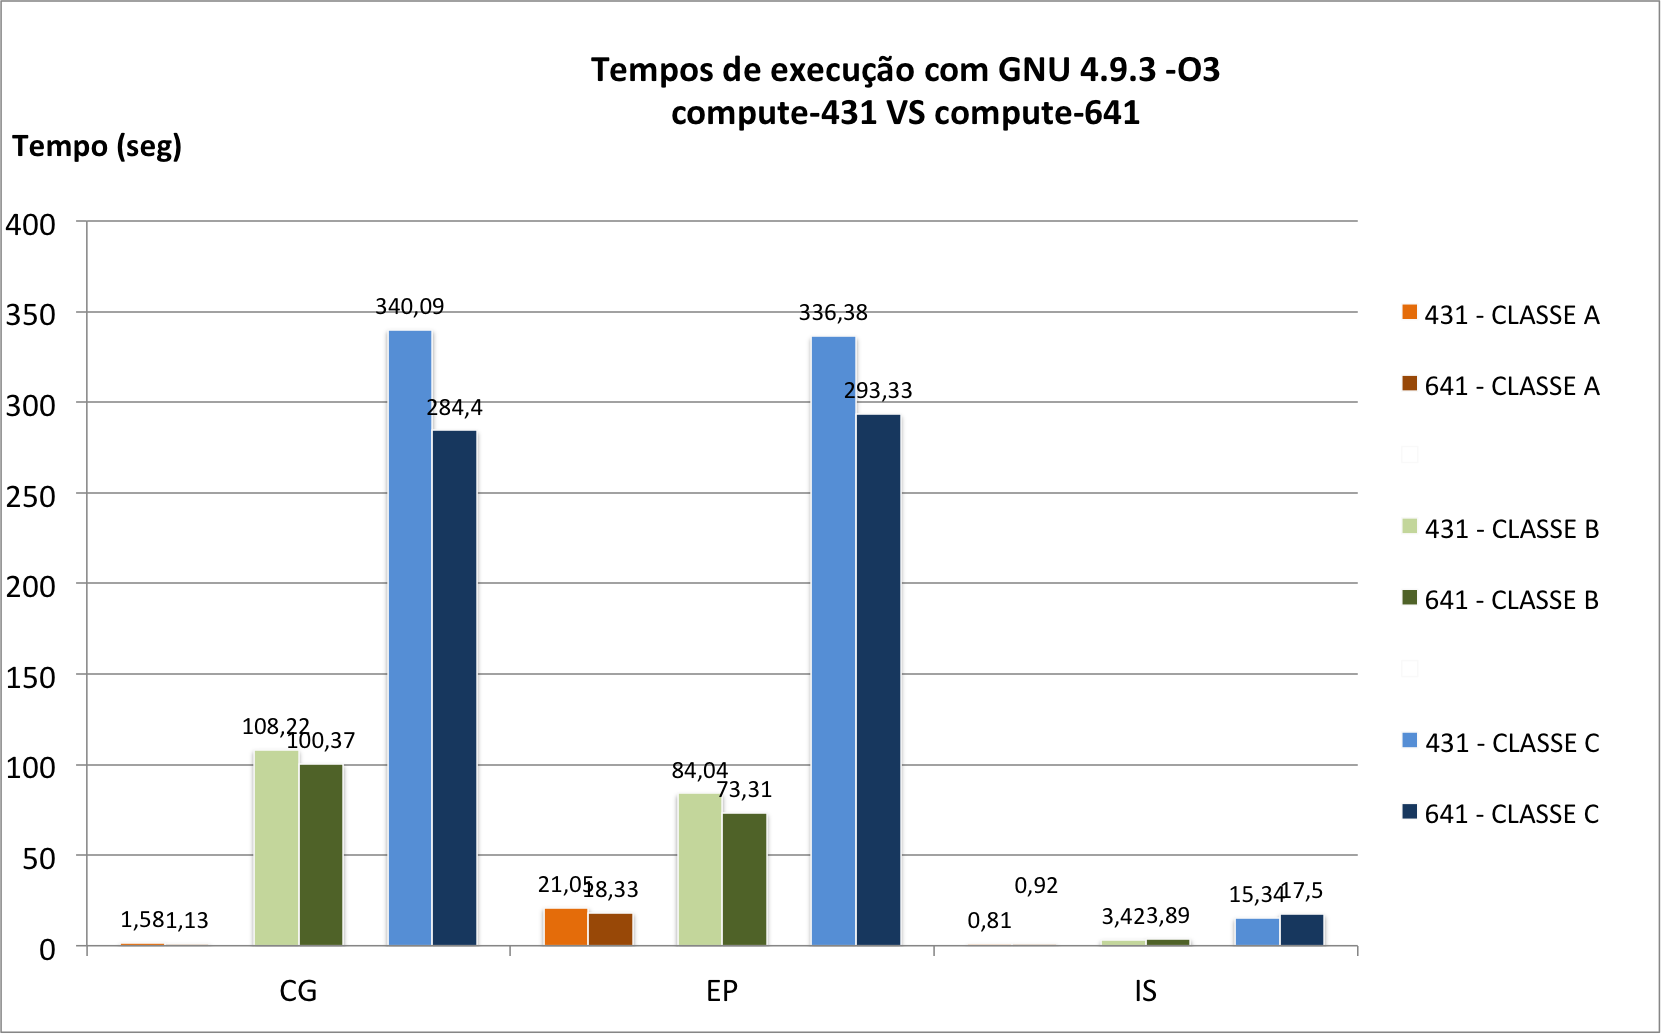 Tempos de execução com GNU 4.9.3 -O3
compute-431 VS compute-641
Tempo (seg)
400
350
300
250
200
150
100
50
0
1,58
1,13
108,22
100,37
340,09
284,4
21,05
18,33
84,04
73,31
336,38
293,33
0,81
0,92
3,42
3,89
15,34
17,5
CG
EP
IS
431 - CLASSE A
641 - CLASSE A
431 - CLASSE B
641 - CLASSE B
431 - CLASSE C
641 - CLASSE C